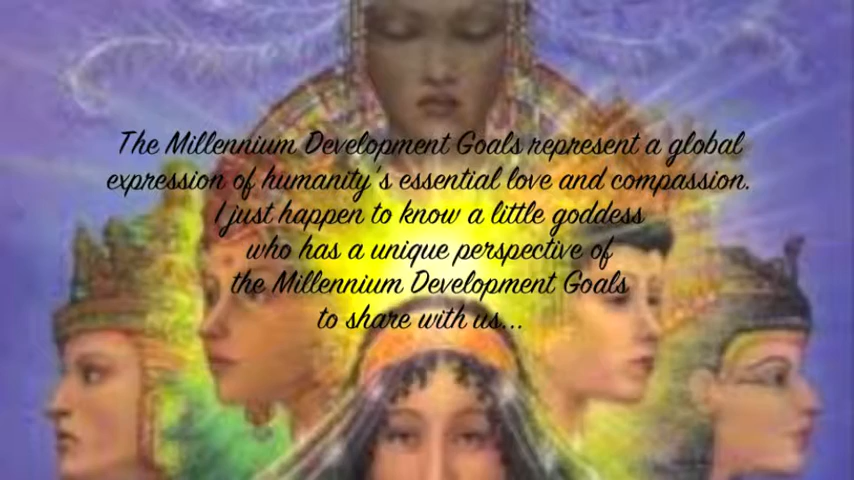 The Millennium Development Goals represent a global
expression of humanity's essential love and compassion.
I just happen to know a little goddess
who has a unique perspective of
the Millennium Development Goals
to share with us...